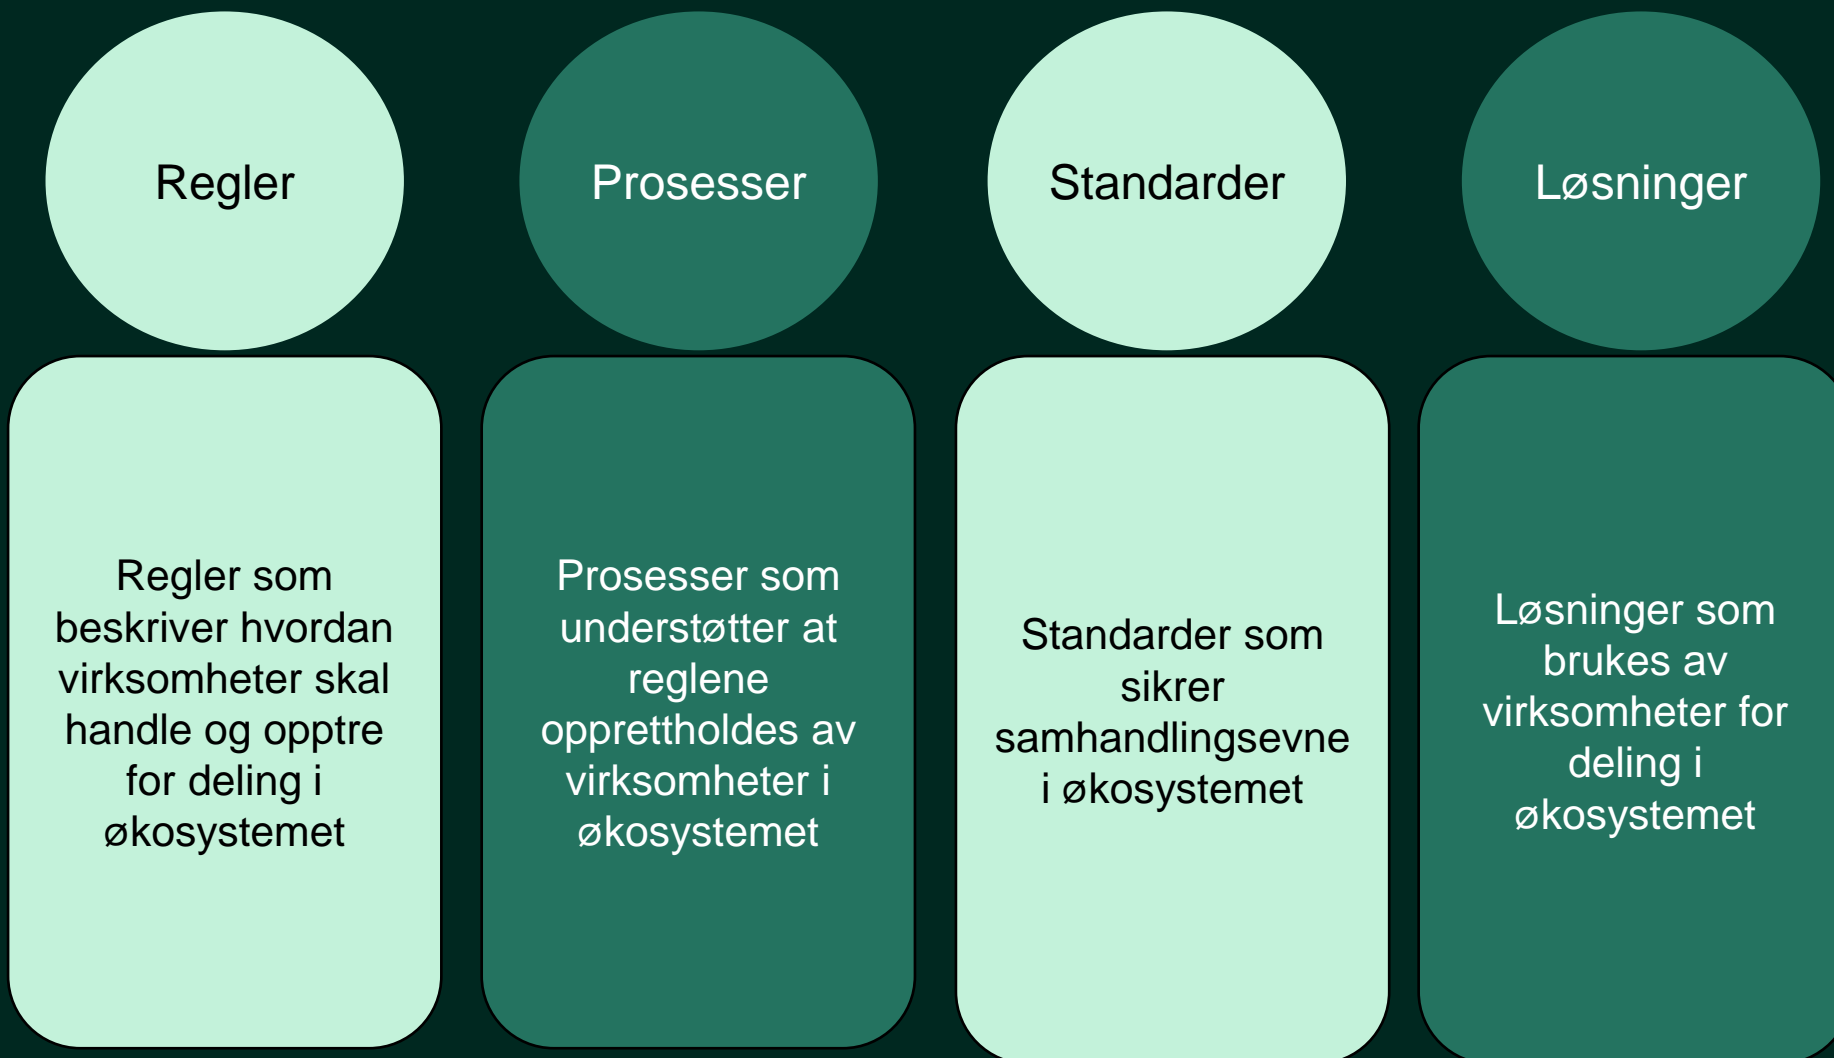 Regler
Prosesser
Standarder
Løsninger
Regler som
beskriver hvordan
virksomheter skal
handle og opptre
for deling i
økosystemet
Prosesser som
understøtter at
reglene
opprettholdes av
virksomheter i
økosystemet
Standarder som
sikrer
samhandlingsevne
i økosystemet
Løsninger som
brukes av
virksomheter for
deling i
økosystemet